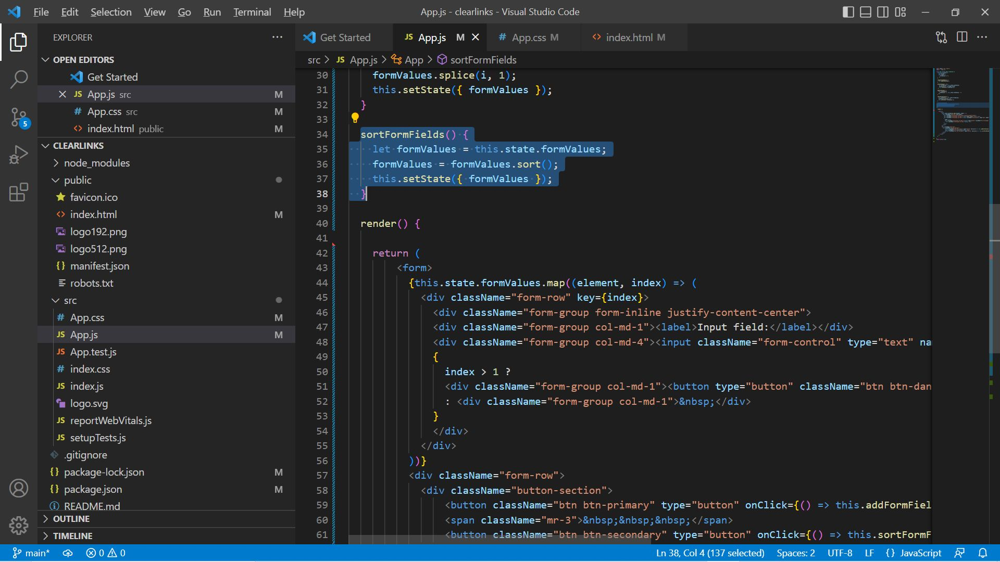 File Edit Selection View Go Run Terminal Help App.js - clearlinks - Visual Studio Code
EXPLORER
OPEN EDITORS
Get Started
App.js src M
App.css src M
index.html public M
CLEARLINKS
node_modules
public
favicon.ico
index.html M
logo192.png
logo512.png
manifest.json
robots.txt
src
App.css M
App.js M
App.test.js
index.css
index.js
logo.svg
reportWebVitals.js
setupTests.js
.gitignore
package-lock.json M
package.json M
README.md
OUTLINE
TIMELINE
5
Get Started JS App.js M # App.css M <> index.html M
src > JS App.js > App > sortFormFields
30 formValues.splice(i, 1);
31 this.setState({ formValues });
32 }
33
34 sortFormFields() {
35 let formValues = this.state.formValues;
36 formValues = formValues.sort();
37 this.setState({ formValues });
38 }
39
40 render() {
41
42 return (
43 <form>
44 {this.state.formValues.map((element, index) => (
45 <div className="form-row" key={index}>
46 <div className="form-group form-inline justify-content-center">
47 <div className="form-group col-md-1"><label>Input field:</label></div>
48 <div className="form-group col-md-4"><input className="form-control" type="text" na
49 {
50 index > 1 ?
51 <div className="form-group col-md-1"><button type="button" className="btn btn-dan
52 : <div className="form-group col-md-1">&nbsp;</div>
53 }
54 </div>
55 </div>
56 ))}
57 <div className="form-row">
58 <div className="button-section">
59 <button className="btn btn-primary" type="button" onClick={() => this.addFormFiel
60 <span className="mr-3">&nbsp;&nbsp;&nbsp;</span>
61 <button className="btn btn-secondary" type="button" onClick={() => this.sortFormF
main* 0 0 Ln 38, Col 4 (137 selected) Spaces: 2 UTF-8 LF {} JavaScript